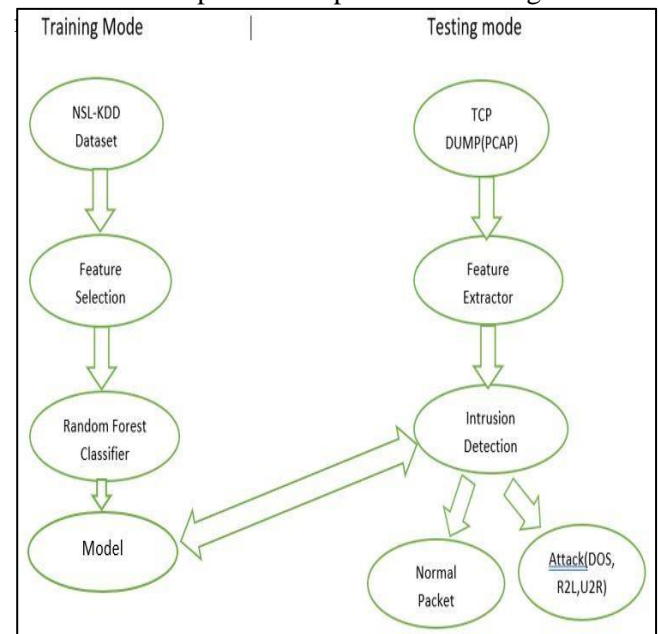 Training Mode | Testing mode
NSL-KDD
Dataset
Feature
Selection
Random Forest
Classifier
Model
TCP
DUMP(PCAP)
Feature
Extractor
Intrusion
Detection
Normal
Packet
Attack(DOS,
R2L,U2R)